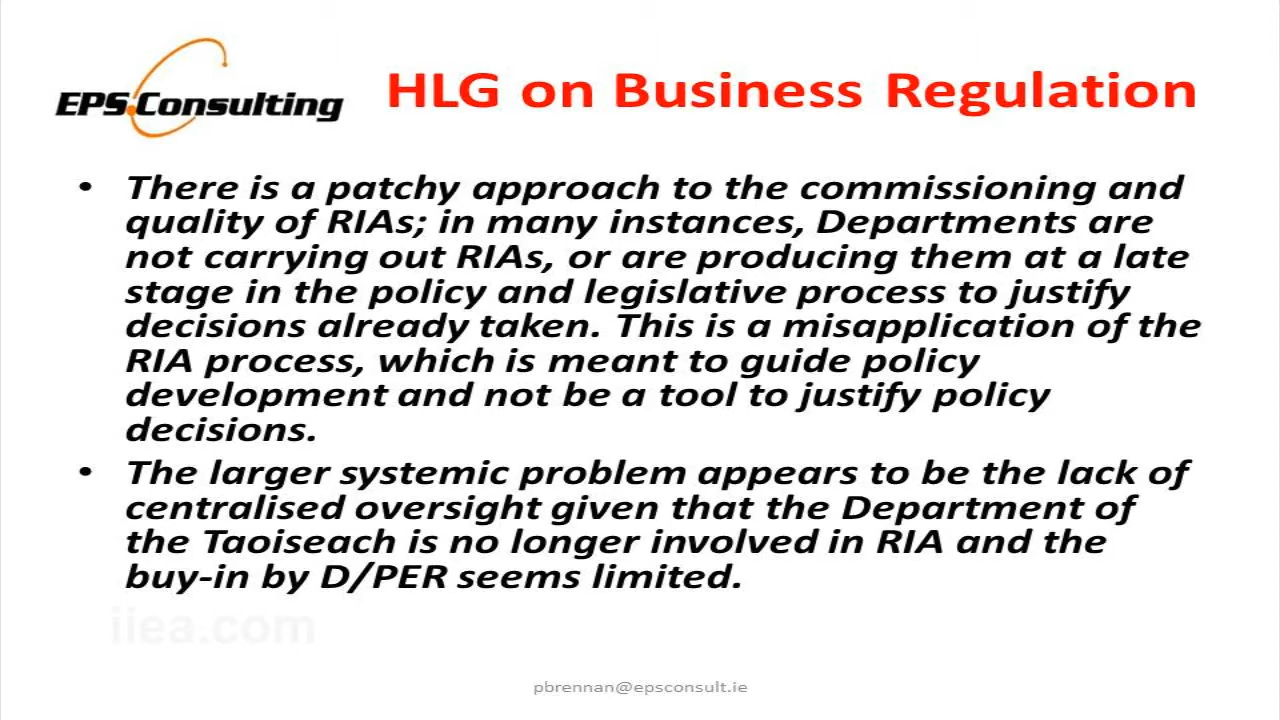 EPS Consulting
HLG on Business Regulation
• There is a patchy approach to the commissioning and
quality of RIAs; in many instances, Departments are
not carrying out RIAs, or are producing them at a late
stage in the policy and legislative process to justify
decisions already taken. This is a misapplication of the
RIA process, which is meant to guide policy
development and not be a tool to justify policy
decisions.
• The larger systemic problem appears to be the lack of
centralised oversight given that the Department of
the Taoiseach is no longer involved in RIA and the
buy-in by D/PER seems limited.
ilea.com
pbrennan@epsconsult.ie